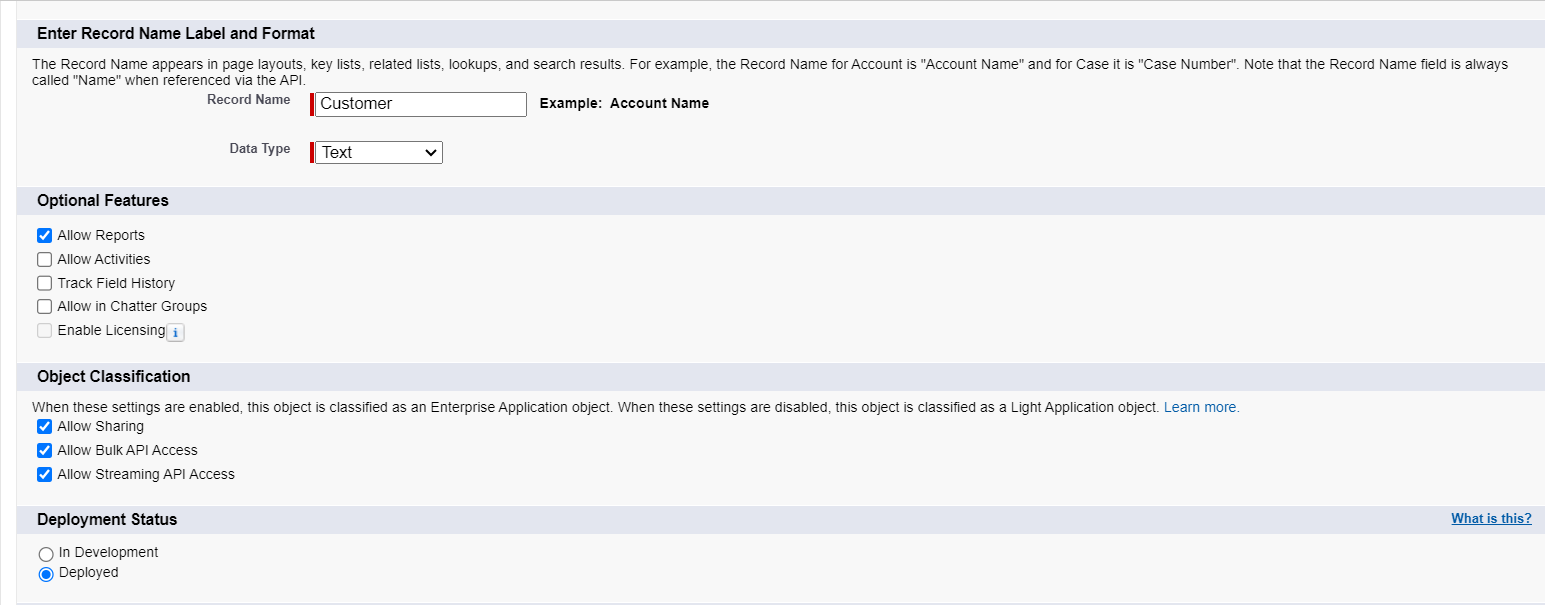 Enter Record Name Label and Format
The Record Name appears in page layouts, key lists, related lists, lookups, and search results. For example, the Record Name for Account is "Account Name" and for Case it is "Case Number". Note that the Record Name field is always
called "Name" when referenced via the API.
Record Name Customer Example: Account Name
Data Type Text
Optional Features
Allow Reports
Allow Activities
Track Field History
Allow in Chatter Groups
Enable Licensing i
Object Classification
When these settings are enabled, this object is classified as an Enterprise Application object. When these settings are disabled, this object is classified as a Light Application object. Learn more.
Allow Sharing
Allow Bulk API Access
Allow Streaming API Access
Deployment Status What is this?
In Development
Deployed